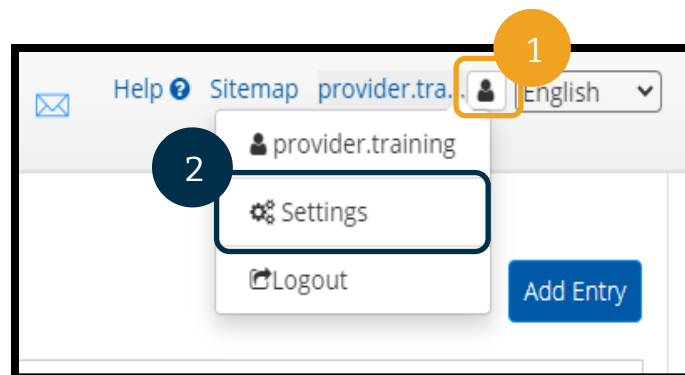 1
Help Sitemap provider.tra... English
2
provider.training
Settings
Logout
Add Entry